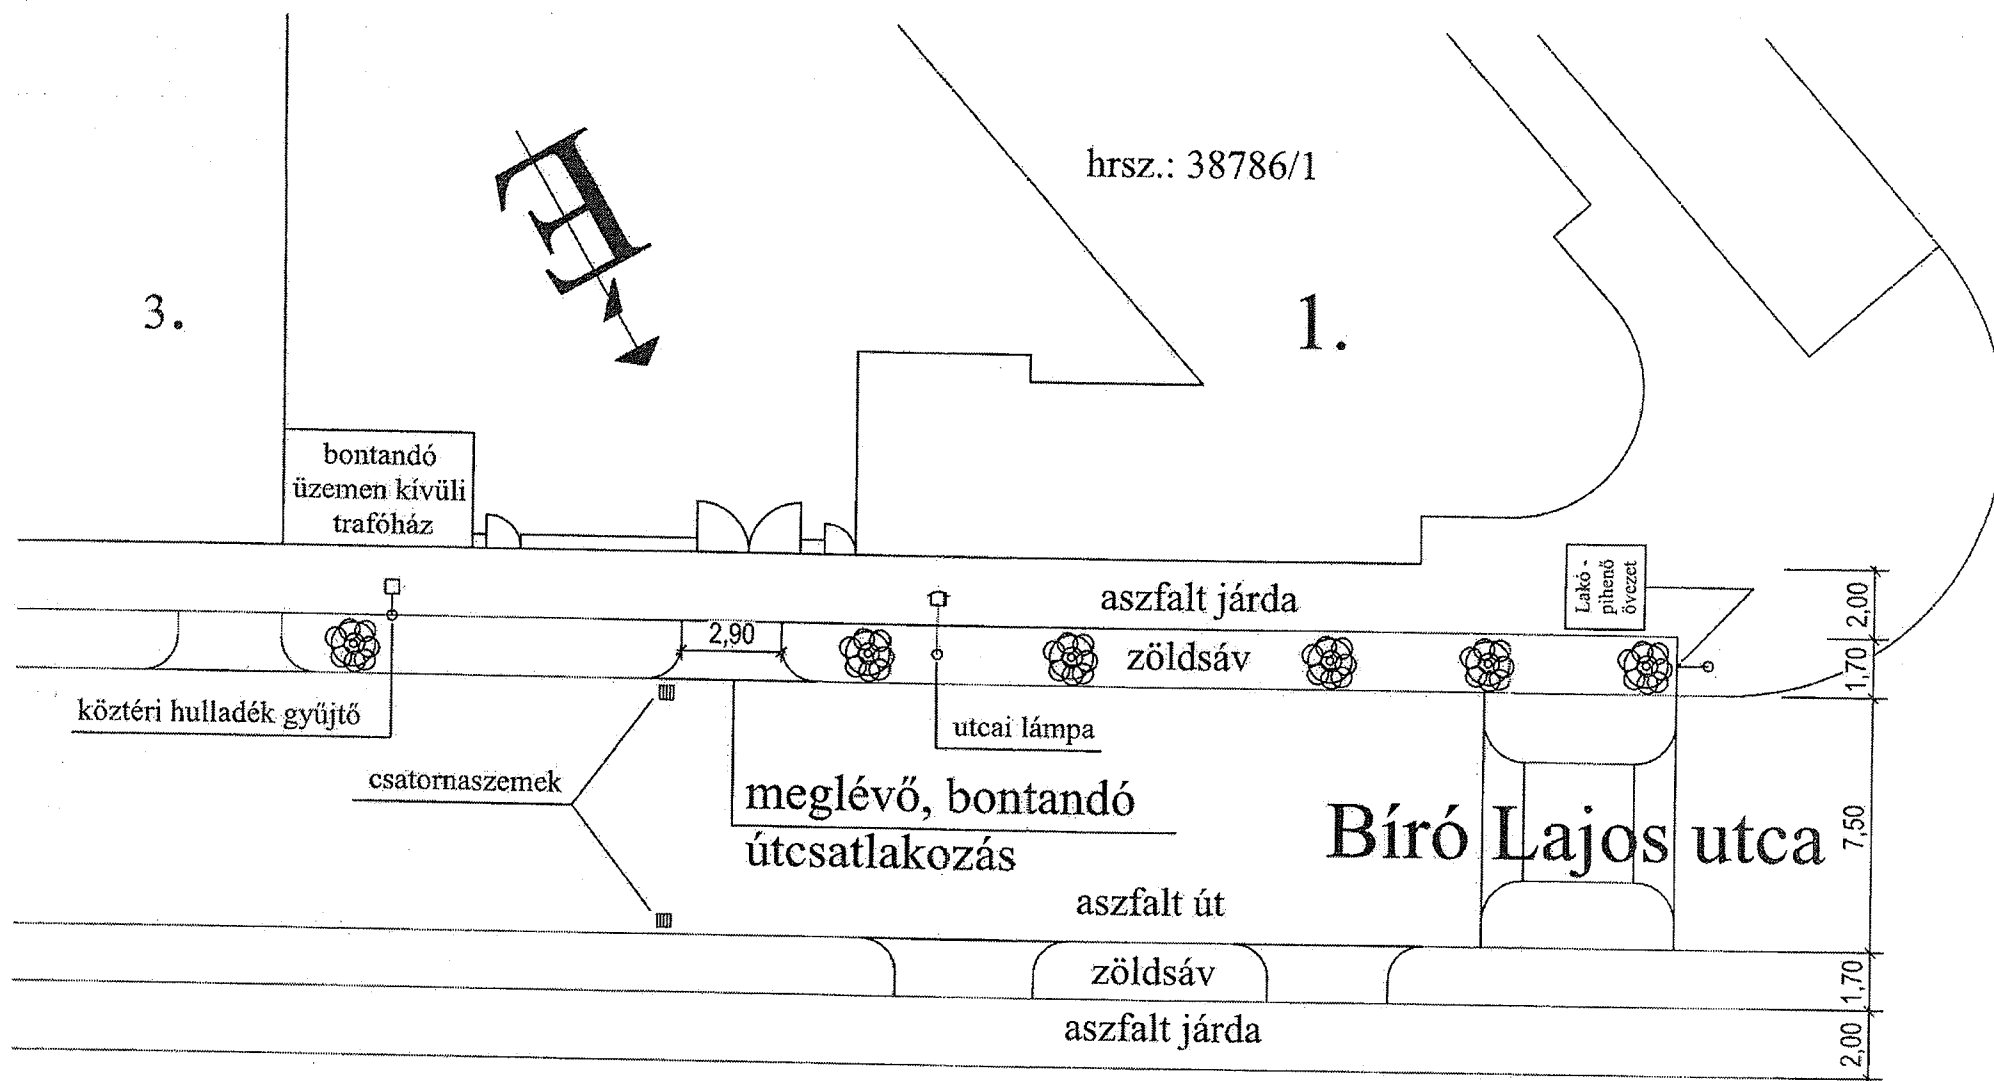 hrsz.: 38786/1
É
3.
1.
bontandó
üzemen kívüli
trafóház
Lakó -
pihenő
övezet
aszfalt járda
2,00
2,90
zöldsáv
1,70
köztéri hulladék gyűjtő
utcai lámpa
csatornaszemek
meglévő, bontandó
útcsatlakozás
Bíró Lajos utca
7,50
aszfalt út
zöldsáv
1,70
aszfalt járda
2,00